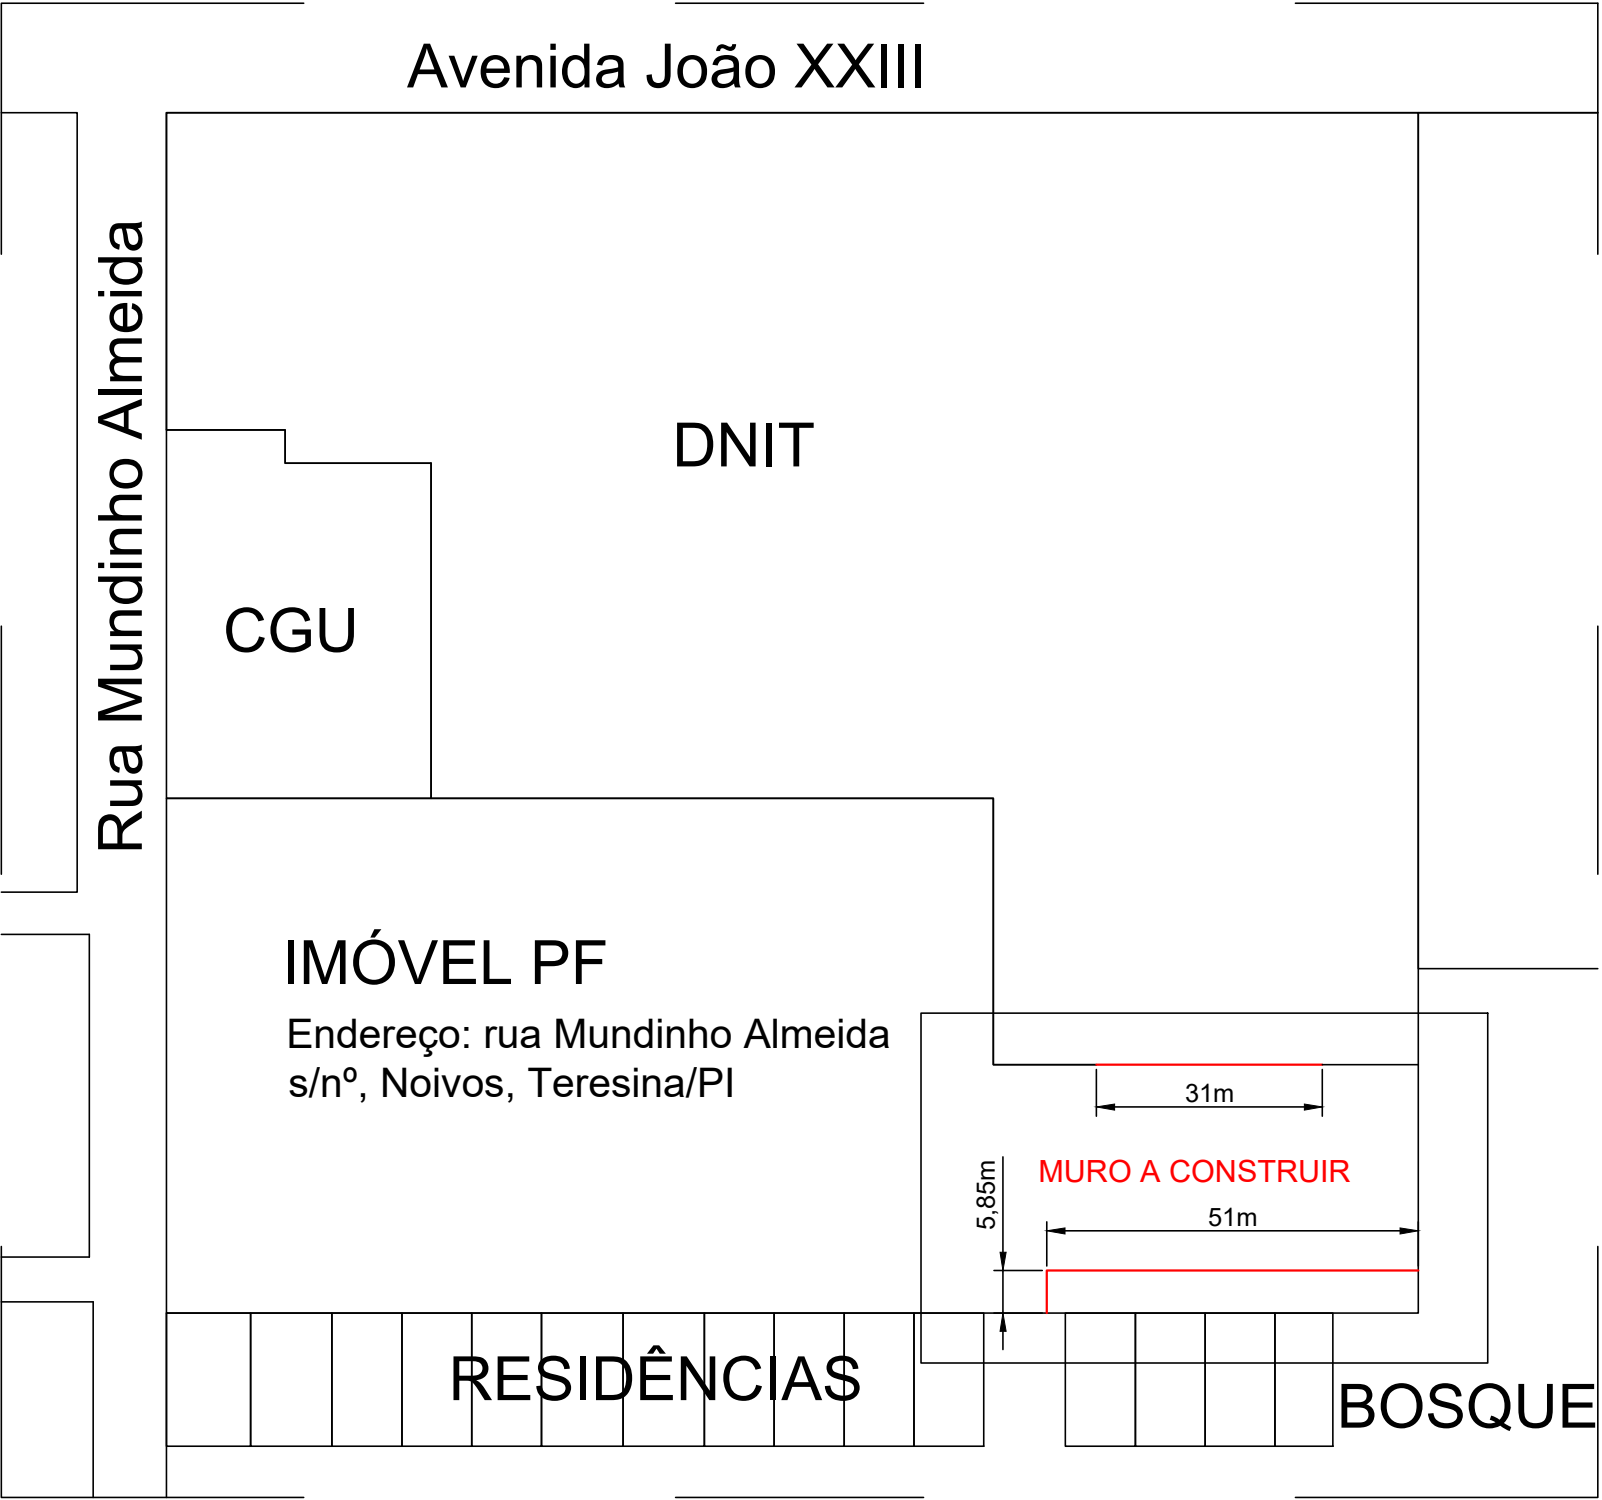 Avenida João XXIII
Rua Mundinho Almeida
DNIT
CGU
IMÓVEL PF
Endereço: rua Mundinho Almeida
s/nº, Noivos, Teresina/PI
31m
MURO A CONSTRUIR
5,85m
51m
RESIDÊNCIAS
BOSQUE